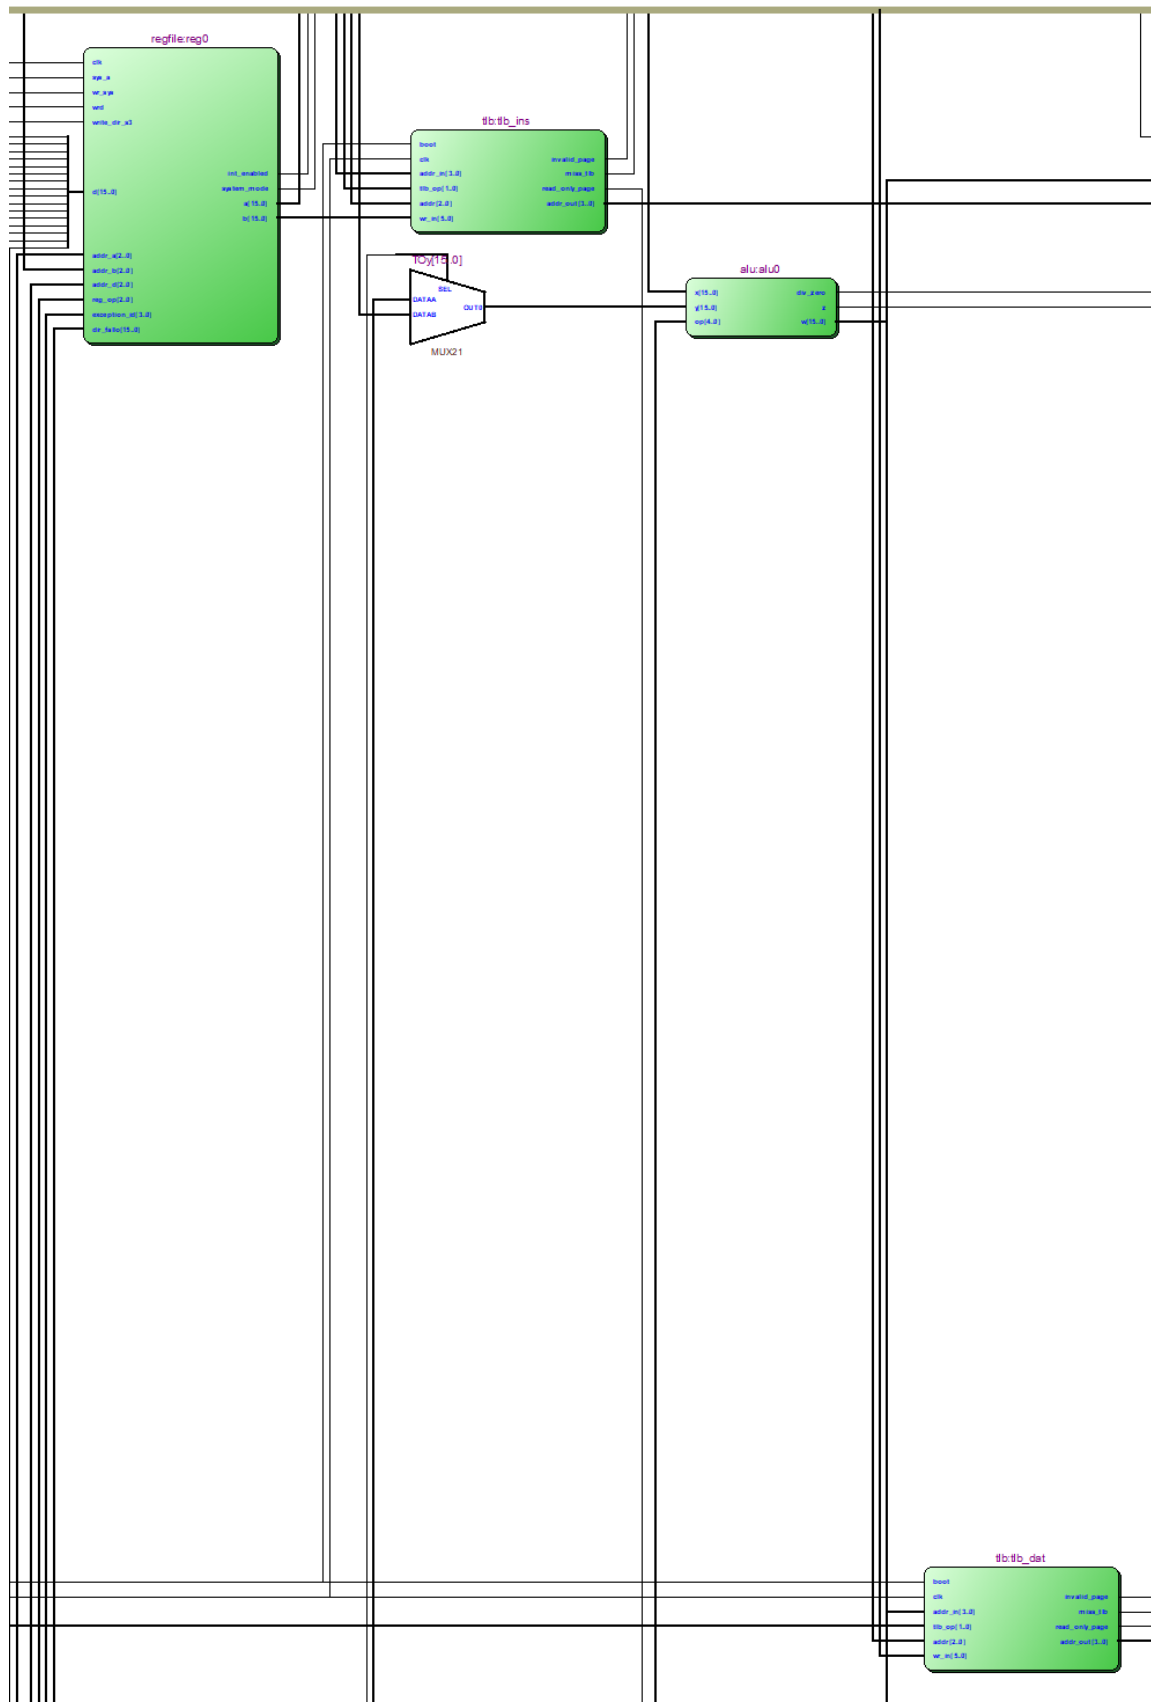 regfile:reg0
clk
sys_a
wr_sys
wrd
write_dir_a3
int_enabled
system_mode
d[15..0]
a[15..0]
b[15..0]
addr_a[2..0]
addr_b[2..0]
addr_d[2..0]
reg_op[2..0]
exception_id[3..0]
dir_fallo[15..0]
tlb:tlb_ins
boot
clk
invalid_page
addr_in[3..0]
miss_tlb
tlb_op[1..0]
read_only_page
addr[2..0]
addr_out[3..0]
wr_in[5..0]
TOy[15..0]
SEL
DATAA
OUT0
DATAB
MUX21
alu:alu0
x[15..0]
div_zero
y[15..0]
z
op[4..0]
w[15..0]
tlb:tlb_dat
boot
clk
invalid_page
addr_in[3..0]
miss_tlb
tlb_op[1..0]
read_only_page
addr[2..0]
addr_out[3..0]
wr_in[5..0]